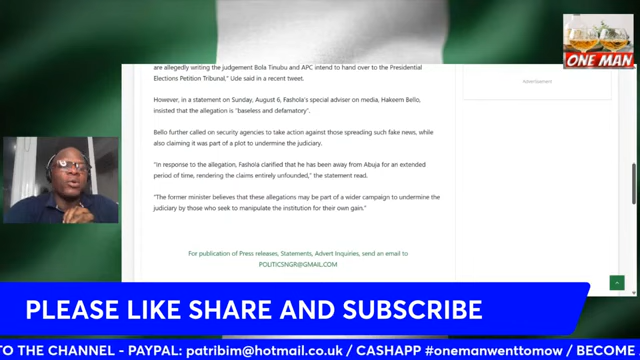 are allegedly writing the judgement Bola Tinubu and APC intend to hand over to the Presidential
Elections Petition Tribunal," Ude said in a recent tweet.
However, in a statement on Sunday, August 6, Fashola's special adviser on media, Hakeem Bello,
insisted that the allegation is "baseless and defamatory".
Bello further called on security agencies to take action against those spreading such fake news, while
also claiming it was part of a plot to undermine the judiciary.
"In response to the allegation, Fashola clarified that he has been away from Abuja for an extended
period of time, rendering the claims entirely unfounded," the statement read.
"The former minister believes that these allegations may be part of a wider campaign to undermine the
judiciary by those who seek to manipulate the institution for their own gain."
For publication of Press releases, Statements, Advert Inquiries, send an email to
POLITICSNGR@GMAIL.COM
Advertisement
ONE MAN
PLEASE LIKE SHARE AND SUBSCRIBE
TO THE CHANNEL - PAYPAL: patribim@hotmail.co.uk / CASHAPP #onemanwenttomow / BECOME